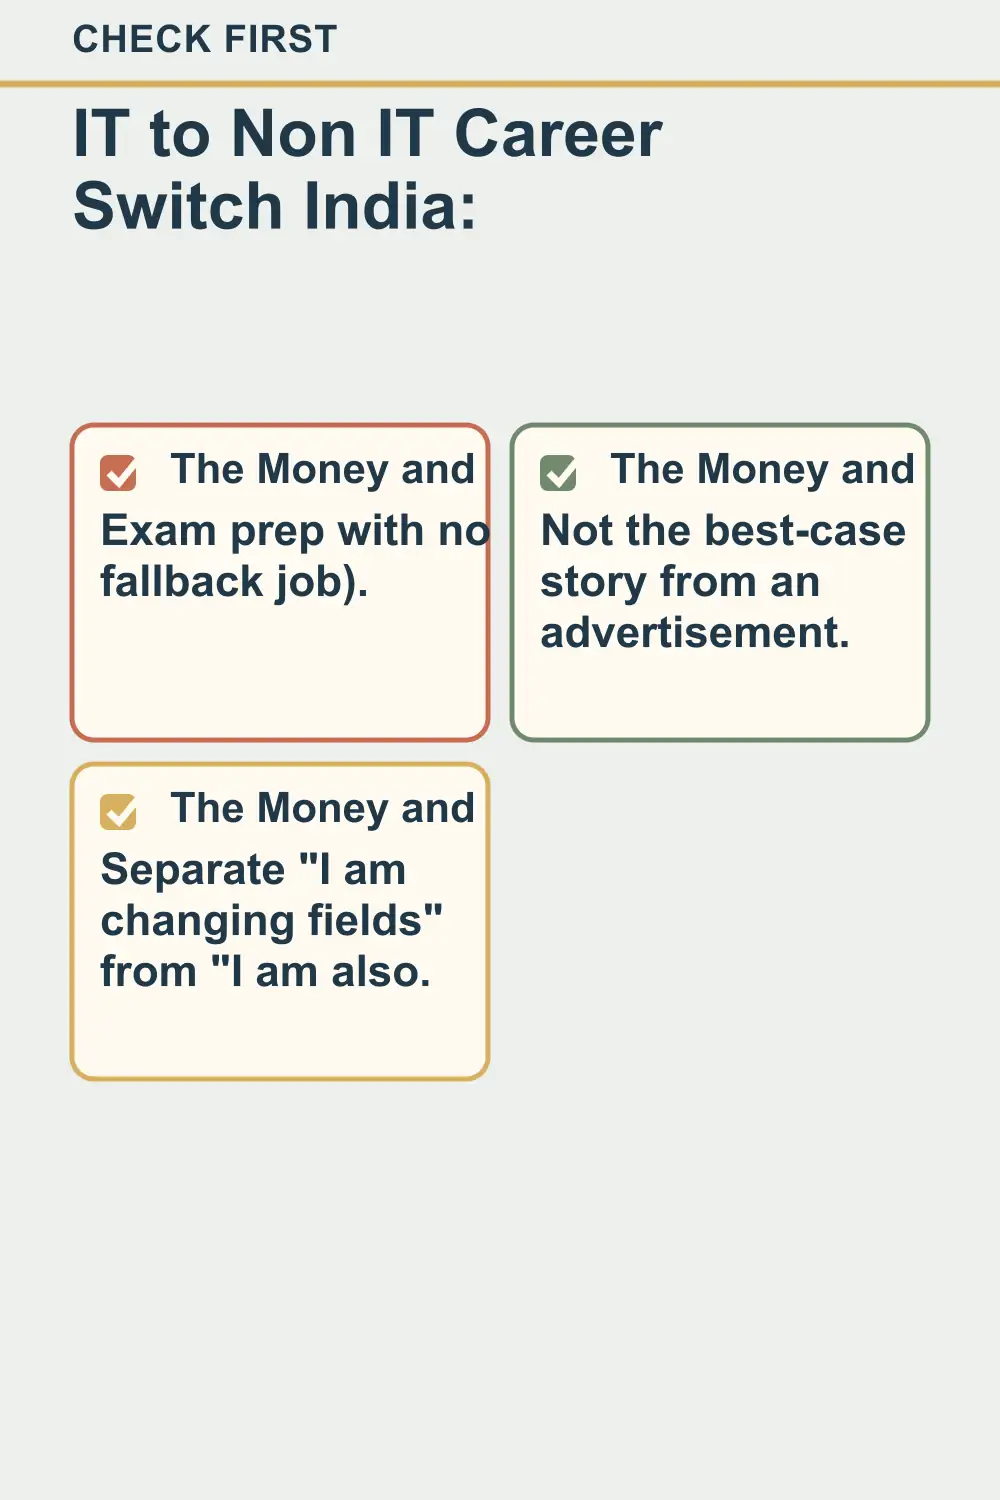 CHECK FIRST
IT to Non IT Career
Switch India:
The Money and
Exam prep with no
fallback job).
The Money and
Not the best-case
story from an
advertisement.
The Money and
Separate "I am
changing fields"
from "I am also.